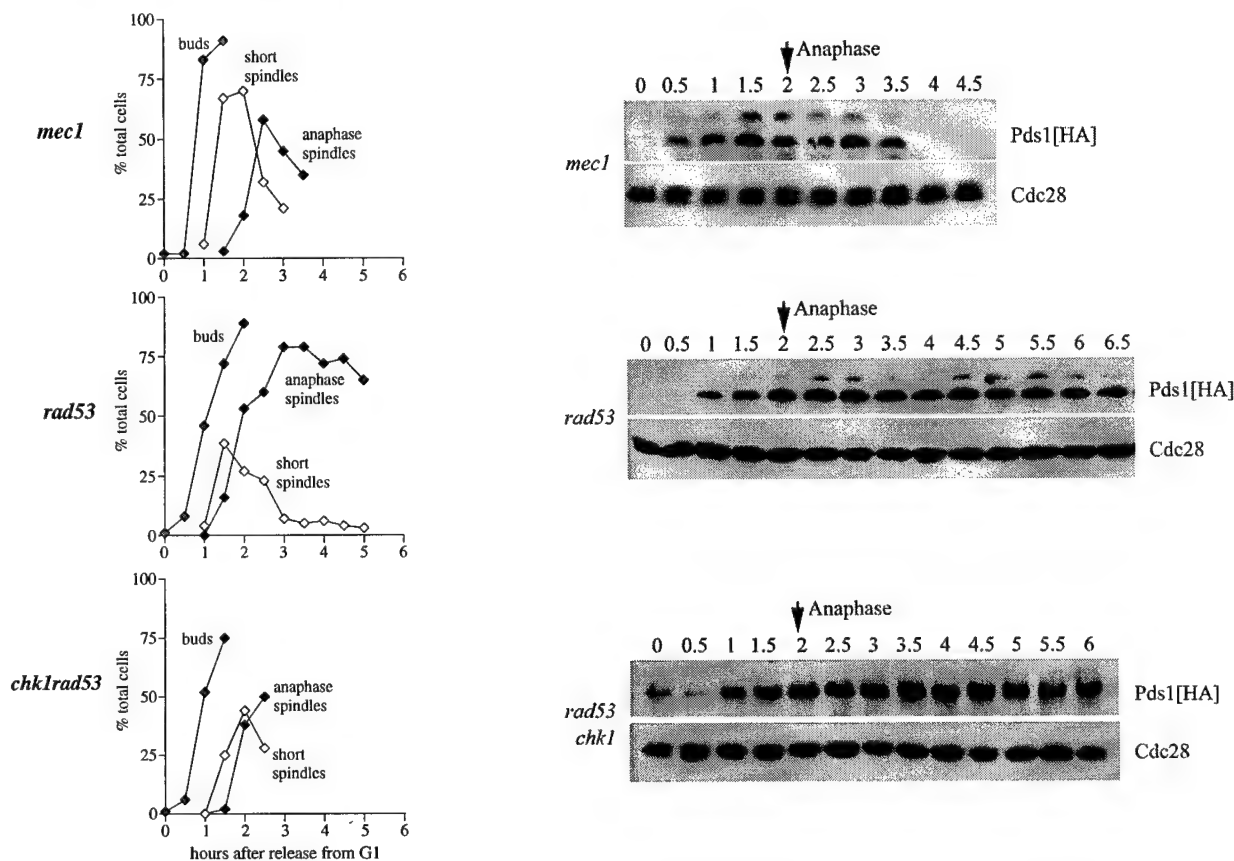 mec1
% total cells
100
75
50
25
0
buds
short
spindles
anaphase
spindles
0 1 2 3 4 5 6
Anaphase
0 0.5 1 1.5 2 2.5 3 3.5 4 4.5
mec1
Pds1[HA]
Cdc28
rad53
% total cells
100
75
50
25
0
buds
anaphase
spindles
short
spindles
0 1 2 3 4 5 6
Anaphase
0 0.5 1 1.5 2 2.5 3 3.5 4 4.5 5 5.5 6 6.5
rad53
Pds1[HA]
Cdc28
chk1rad53
% total cells
100
75
50
25
0
buds
anaphase
spindles
short
spindles
0 1 2 3 4 5 6
hours after release from G1
Anaphase
0 0.5 1 1.5 2 2.5 3 3.5 4 4.5 5 5.5 6
rad53
chk1
Pds1[HA]
Cdc28